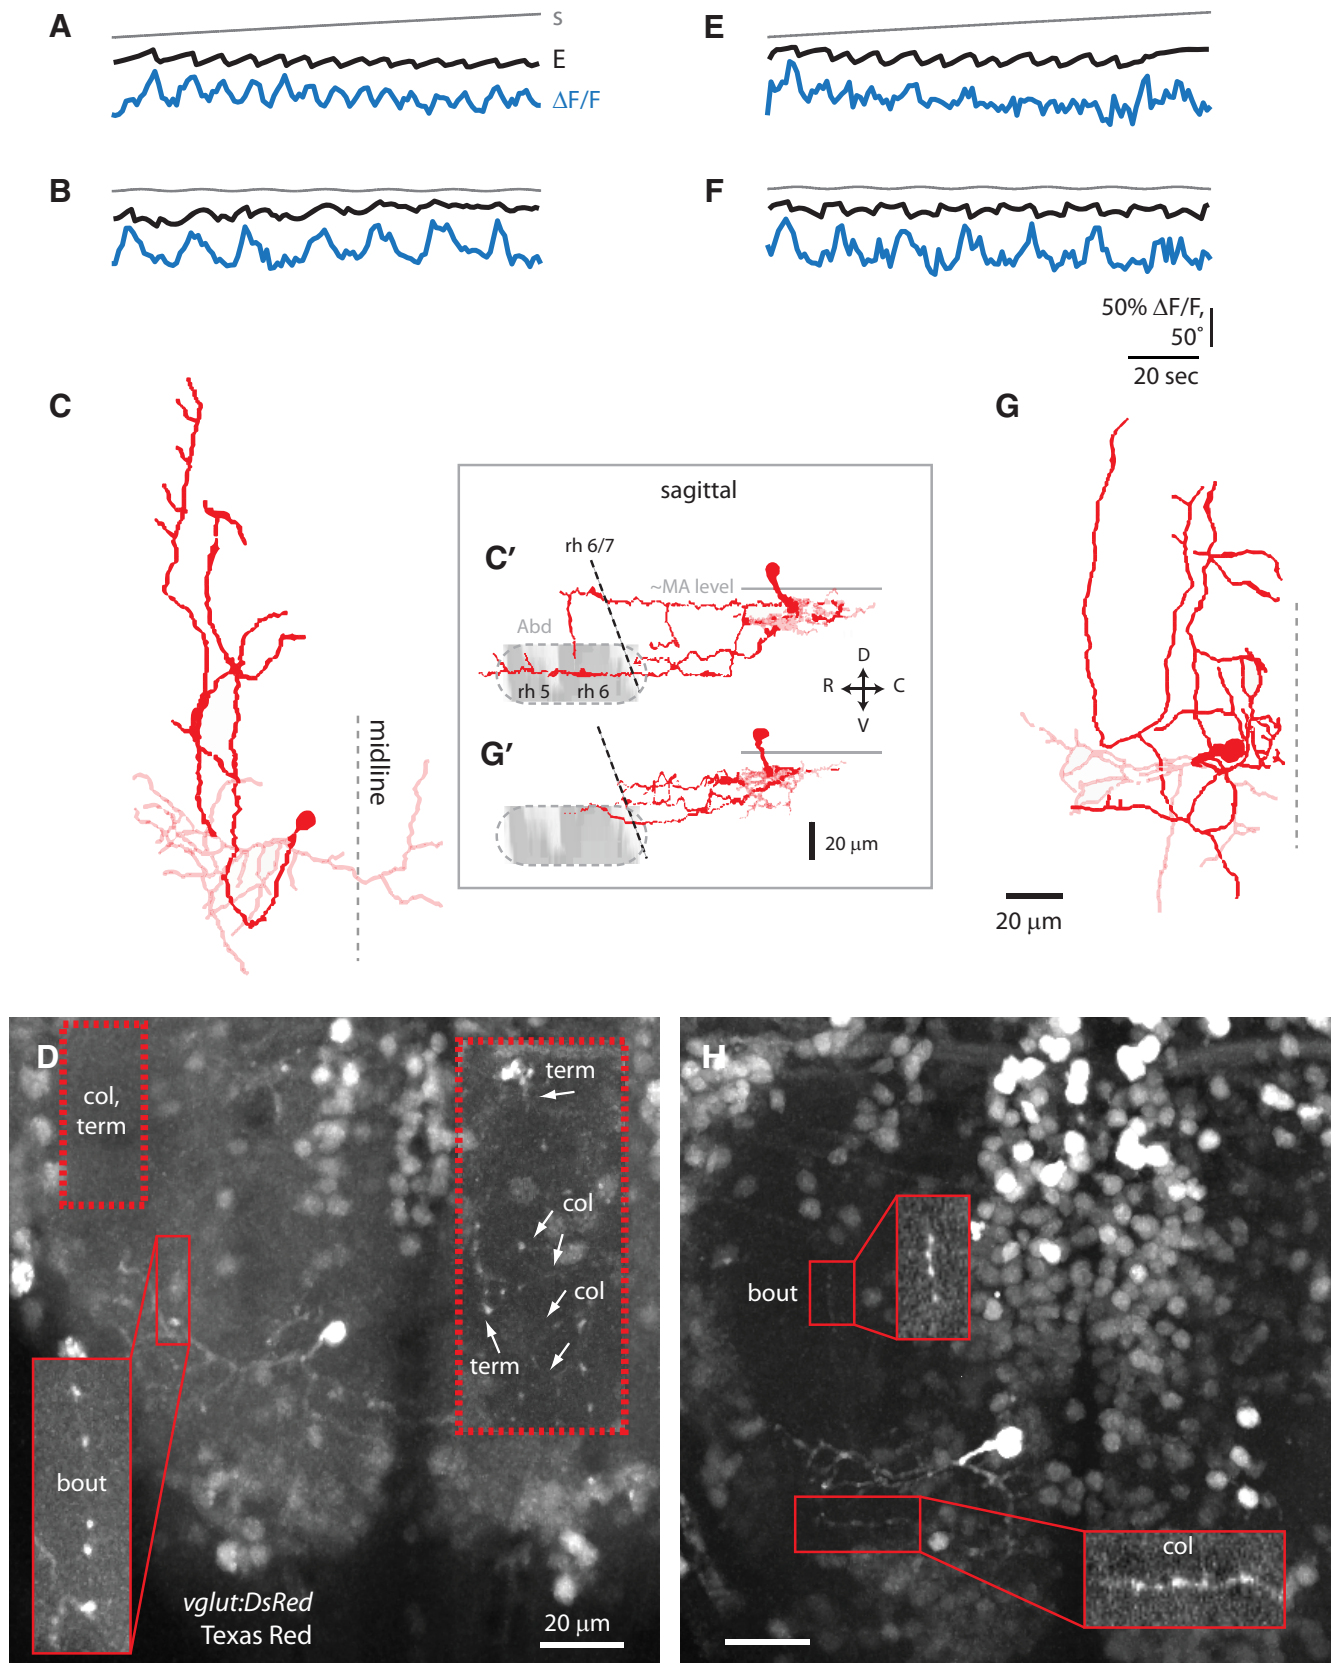 A
s
E
ΔF/F
E
B
F
50% ΔF/F,
50°
20 sec
C
G
sagittal
C′
rh 6/7
~MA level
Abd
rh 5
rh 6
D
R
C
V
G′
20 μm
midline
20 μm
D
col,
term
term
col
col
term
bout
vglut:DsRed
Texas Red
20 μm
H
bout
col